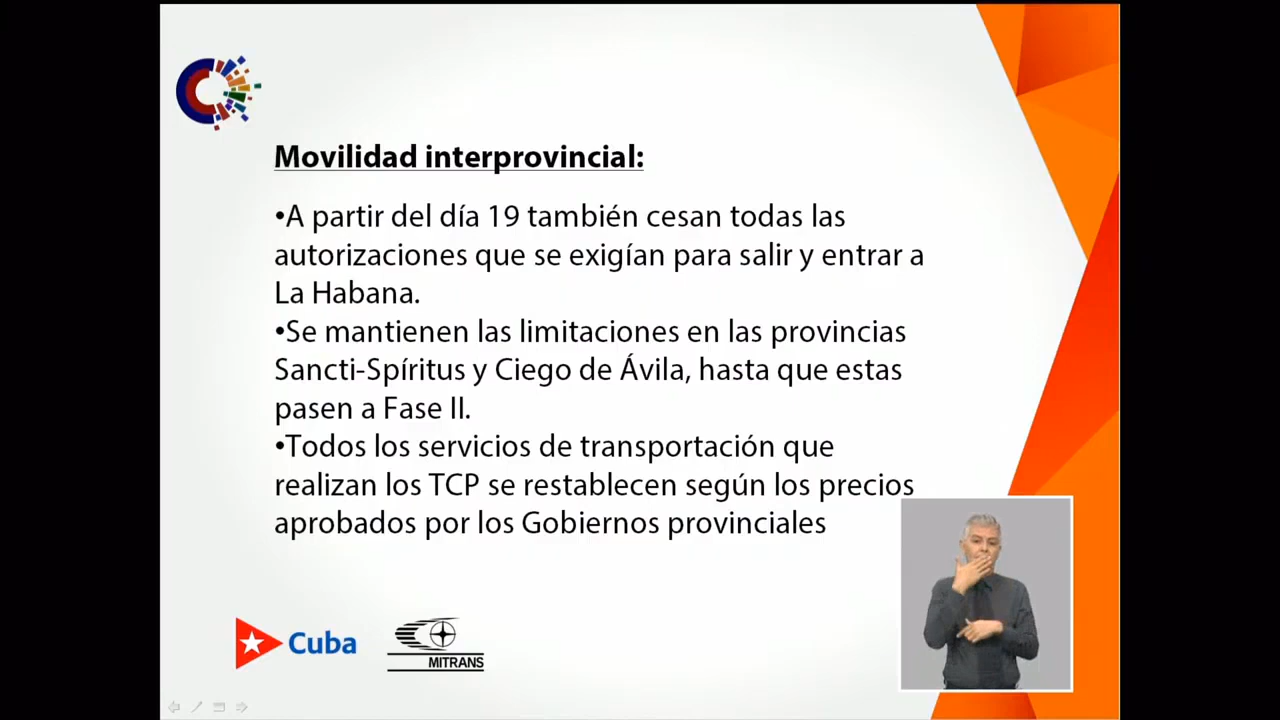 Movilidad interprovincial:
•A partir del día 19 también cesan todas las
autorizaciones que se exigían para salir y entrar a
La Habana.
•Se mantienen las limitaciones en las provincias
Sancti-Spíritus y Ciego de Ávila, hasta que estas
pasen a Fase II.
•Todos los servicios de transportación que
realizan los TCP se restablecen según los precios
aprobados por los Gobiernos provinciales
Cuba
MITRANS